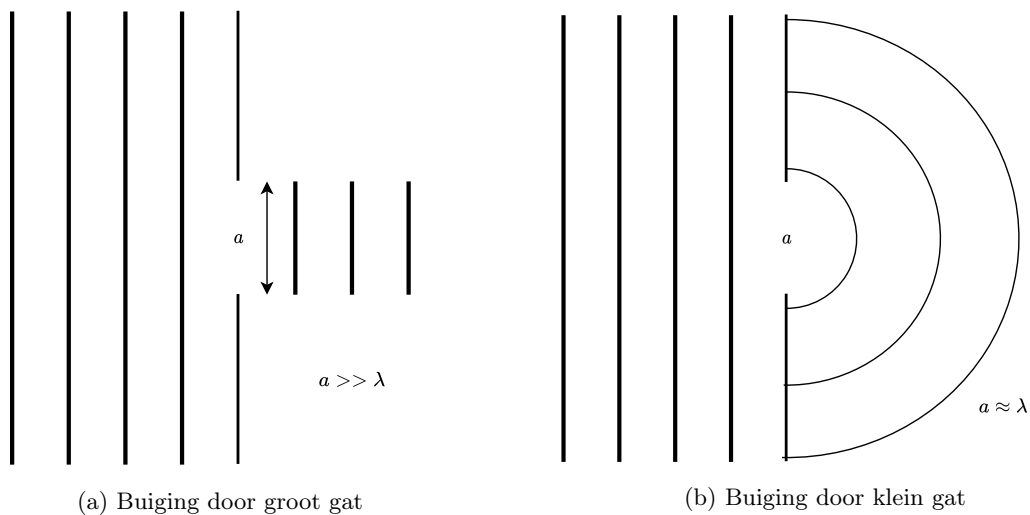 a
a >> λ
(a) Buiging door groot gat
a
a ≈ λ
(b) Buiging door klein gat